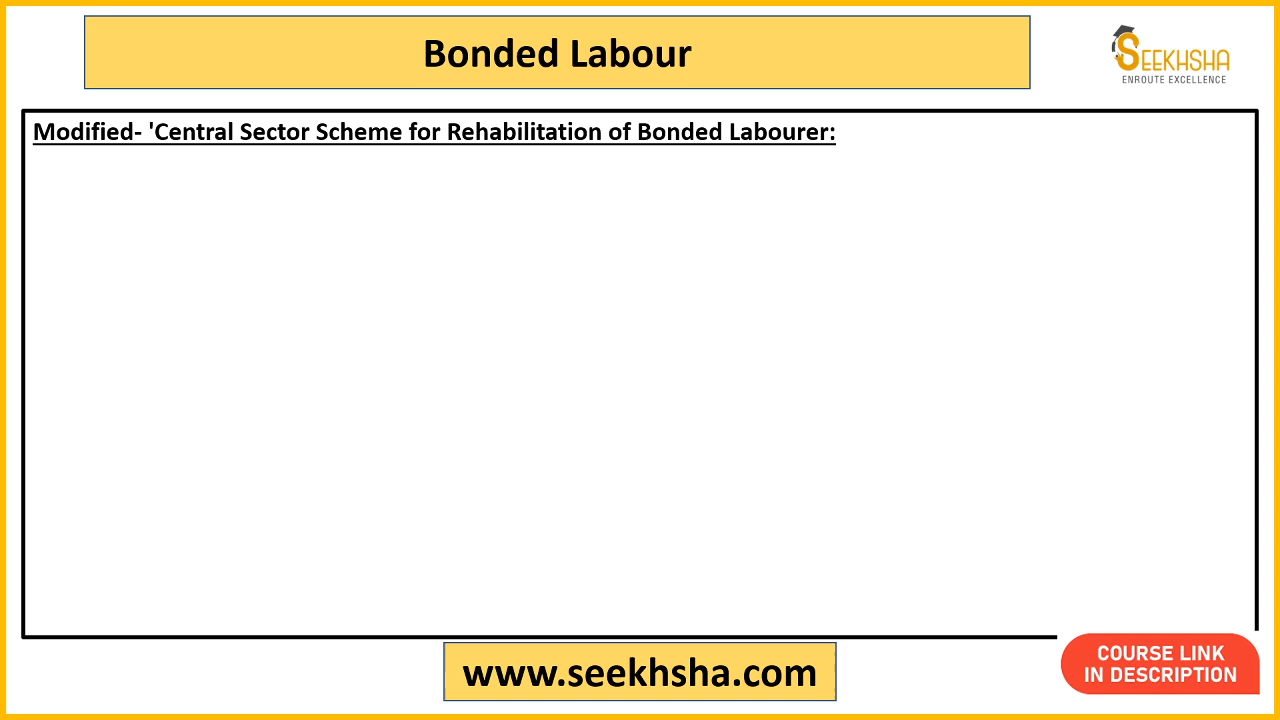 Bonded Labour
SEEKHSHA
ENROUTE EXCELLENCE
Modified- 'Central Sector Scheme for Rehabilitation of Bonded Labourer:
www.seekhsha.com
COURSE LINK
IN DESCRIPTION